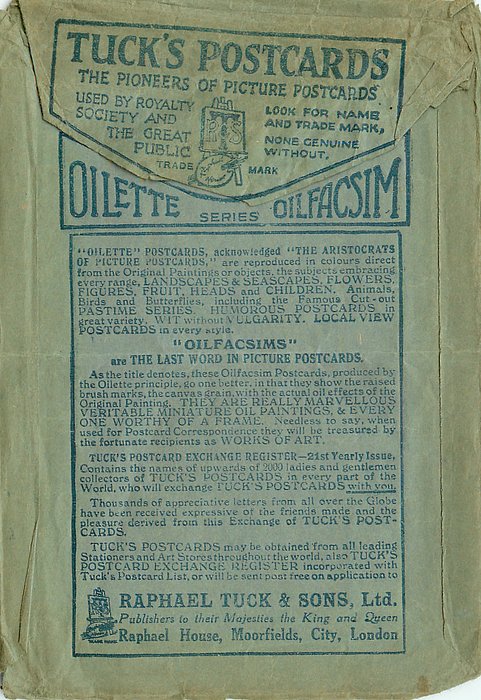 TUCK'S POSTCARDS
THE PIONEERS OF PICTURE POSTCARDS
USED BY ROYALTY
SOCIETY AND
THE GREAT
PUBLIC
LOOK FOR NAME
AND TRADE MARK,
NONE GENUINE
WITHOUT.
TRADE MARK
OILETTE SERIES OILFACSIM
"OILETTE" POSTCARDS, acknowledged "THE ARISTOCRATS
OF PICTURE POSTCARDS," are reproduced in colours direct
from the Original Paintings or objects, the subjects embracing
every range, LANDSCAPES & SEASCAPES, FLOWERS,
FIGURES, FRUIT, HEADS and CHILDREN. Animals,
Birds and Butterflies, including the Famous Cut-out
PASTIME SERIES. HUMOROUS POSTCARDS in
great variety. WIT without VULGARITY. LOCAL VIEW
POSTCARDS in every style.
"OILFACSIMS"
are THE LAST WORD IN PICTURE POSTCARDS.
As the title denotes, these Oilfacsim Postcards, produced by
the Oilette principle, go one better, in that they show the raised
brush marks, the canvas grain, with the actual oil effects of the
Original Painting. THEY ARE REALLY MARVELLOUS
VERITABLE MINIATURE OIL PAINTINGS, & EVERY
ONE WORTHY OF A FRAME. Needless to say, when
used for Postcard Correspondence they will be treasured by
the fortunate recipients as WORKS OF ART.
TUCK'S POSTCARD EXCHANGE REGISTER—21st Yearly Issue,
Contains the names of upwards of 2000 ladies and gentlemen
collectors of TUCK'S POSTCARDS in every part of the
World, who will exchange TUCK'S POSTCARDS with you.
Thousands of appreciative letters from all over the Globe
have been received expressive of the friends made and the
pleasure derived from this Exchange of TUCK'S POST-
CARDS.
TUCK'S POSTCARDS may be obtained from all leading
Stationers and Art Stores throughout the world, also TUCK'S
POSTCARD EXCHANGE REGISTER incorporated with
Tuck's Postcard List, or will be sent post free on application to
RAPHAEL TUCK & SONS, Ltd.
Publishers to their Majesties the King and Queen
Raphael House, Moorfields, City, London
TRADE MARK